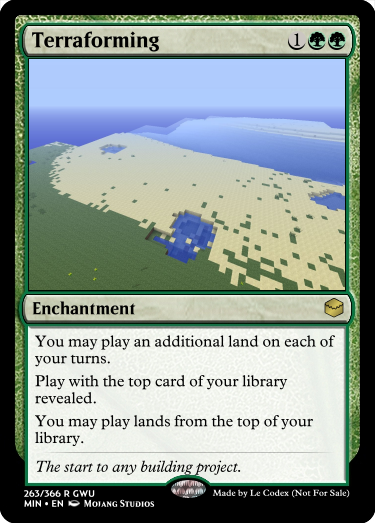 Terraforming 1
Enchantment
You may play an additional land on each of
your turns.
Play with the top card of your library
revealed.
You may play lands from the top of your
library.
The start to any building project.
263/366 R GWU
MIN • EN Mojang Studios
Made by Le Codex (Not For Sale)